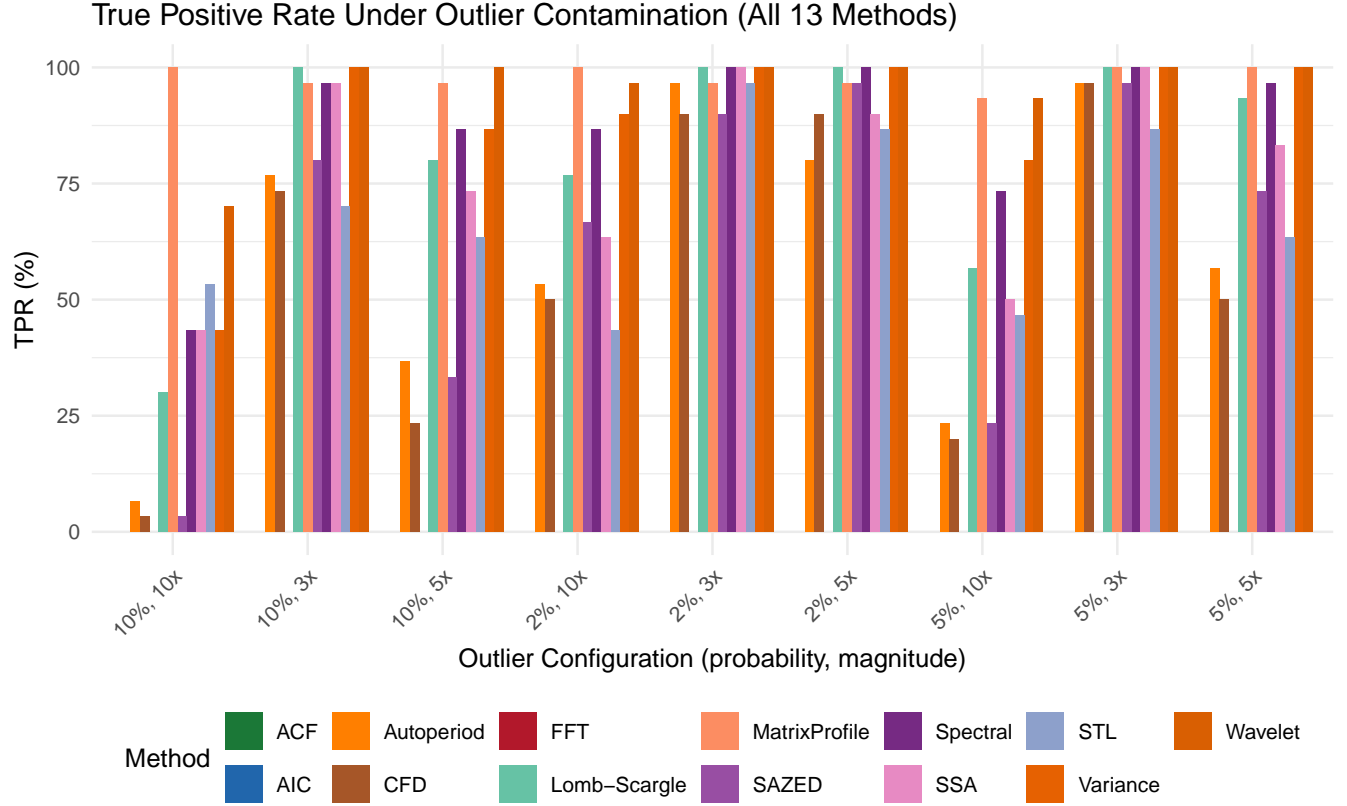 True Positive Rate Under Outlier Contamination (All 13 Methods)
TPR (%)
100
75
50
25
0
10%, 10x
10%, 3x
10%, 5x
2%, 10x
2%, 3x
2%, 5x
5%, 10x
5%, 3x
5%, 5x
Outlier Configuration (probability, magnitude)
Method
ACF
Autoperiod
FFT
MatrixProfile
Spectral
STL
Wavelet
AIC
CFD
Lomb−Scargle
SAZED
SSA
Variance